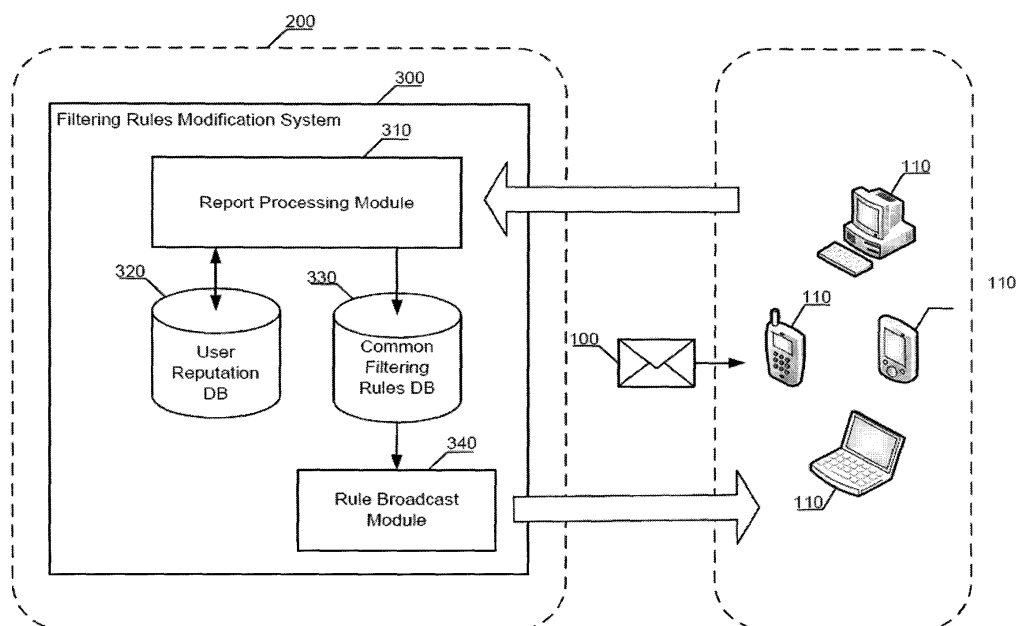 200
300
Filtering Rules Modification System
310
Report Processing Module
110
320
330
110
110
User
Reputation
DB
Common
Filtering
Rules DB
100
340
Rule Broadcast
Module
110